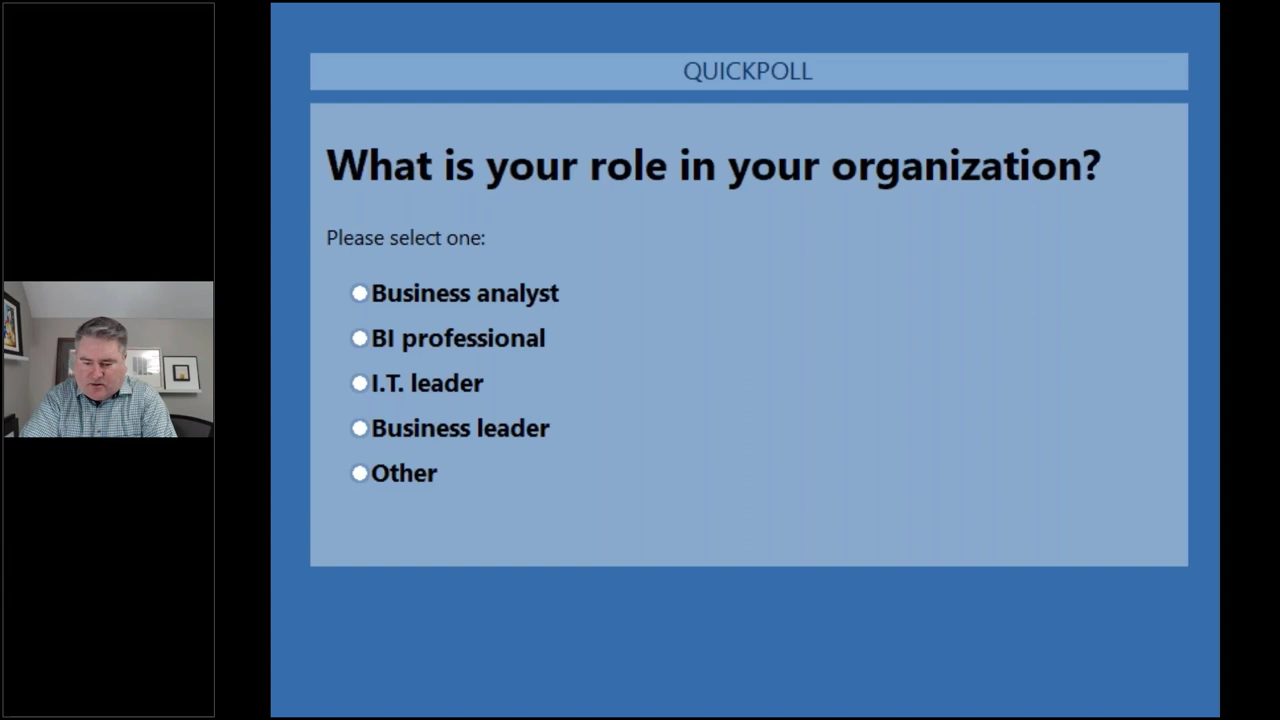 QUICKPOLL
What is your role in your organization?
Please select one:
Business analyst
BI professional
I.T. leader
Business leader
Other